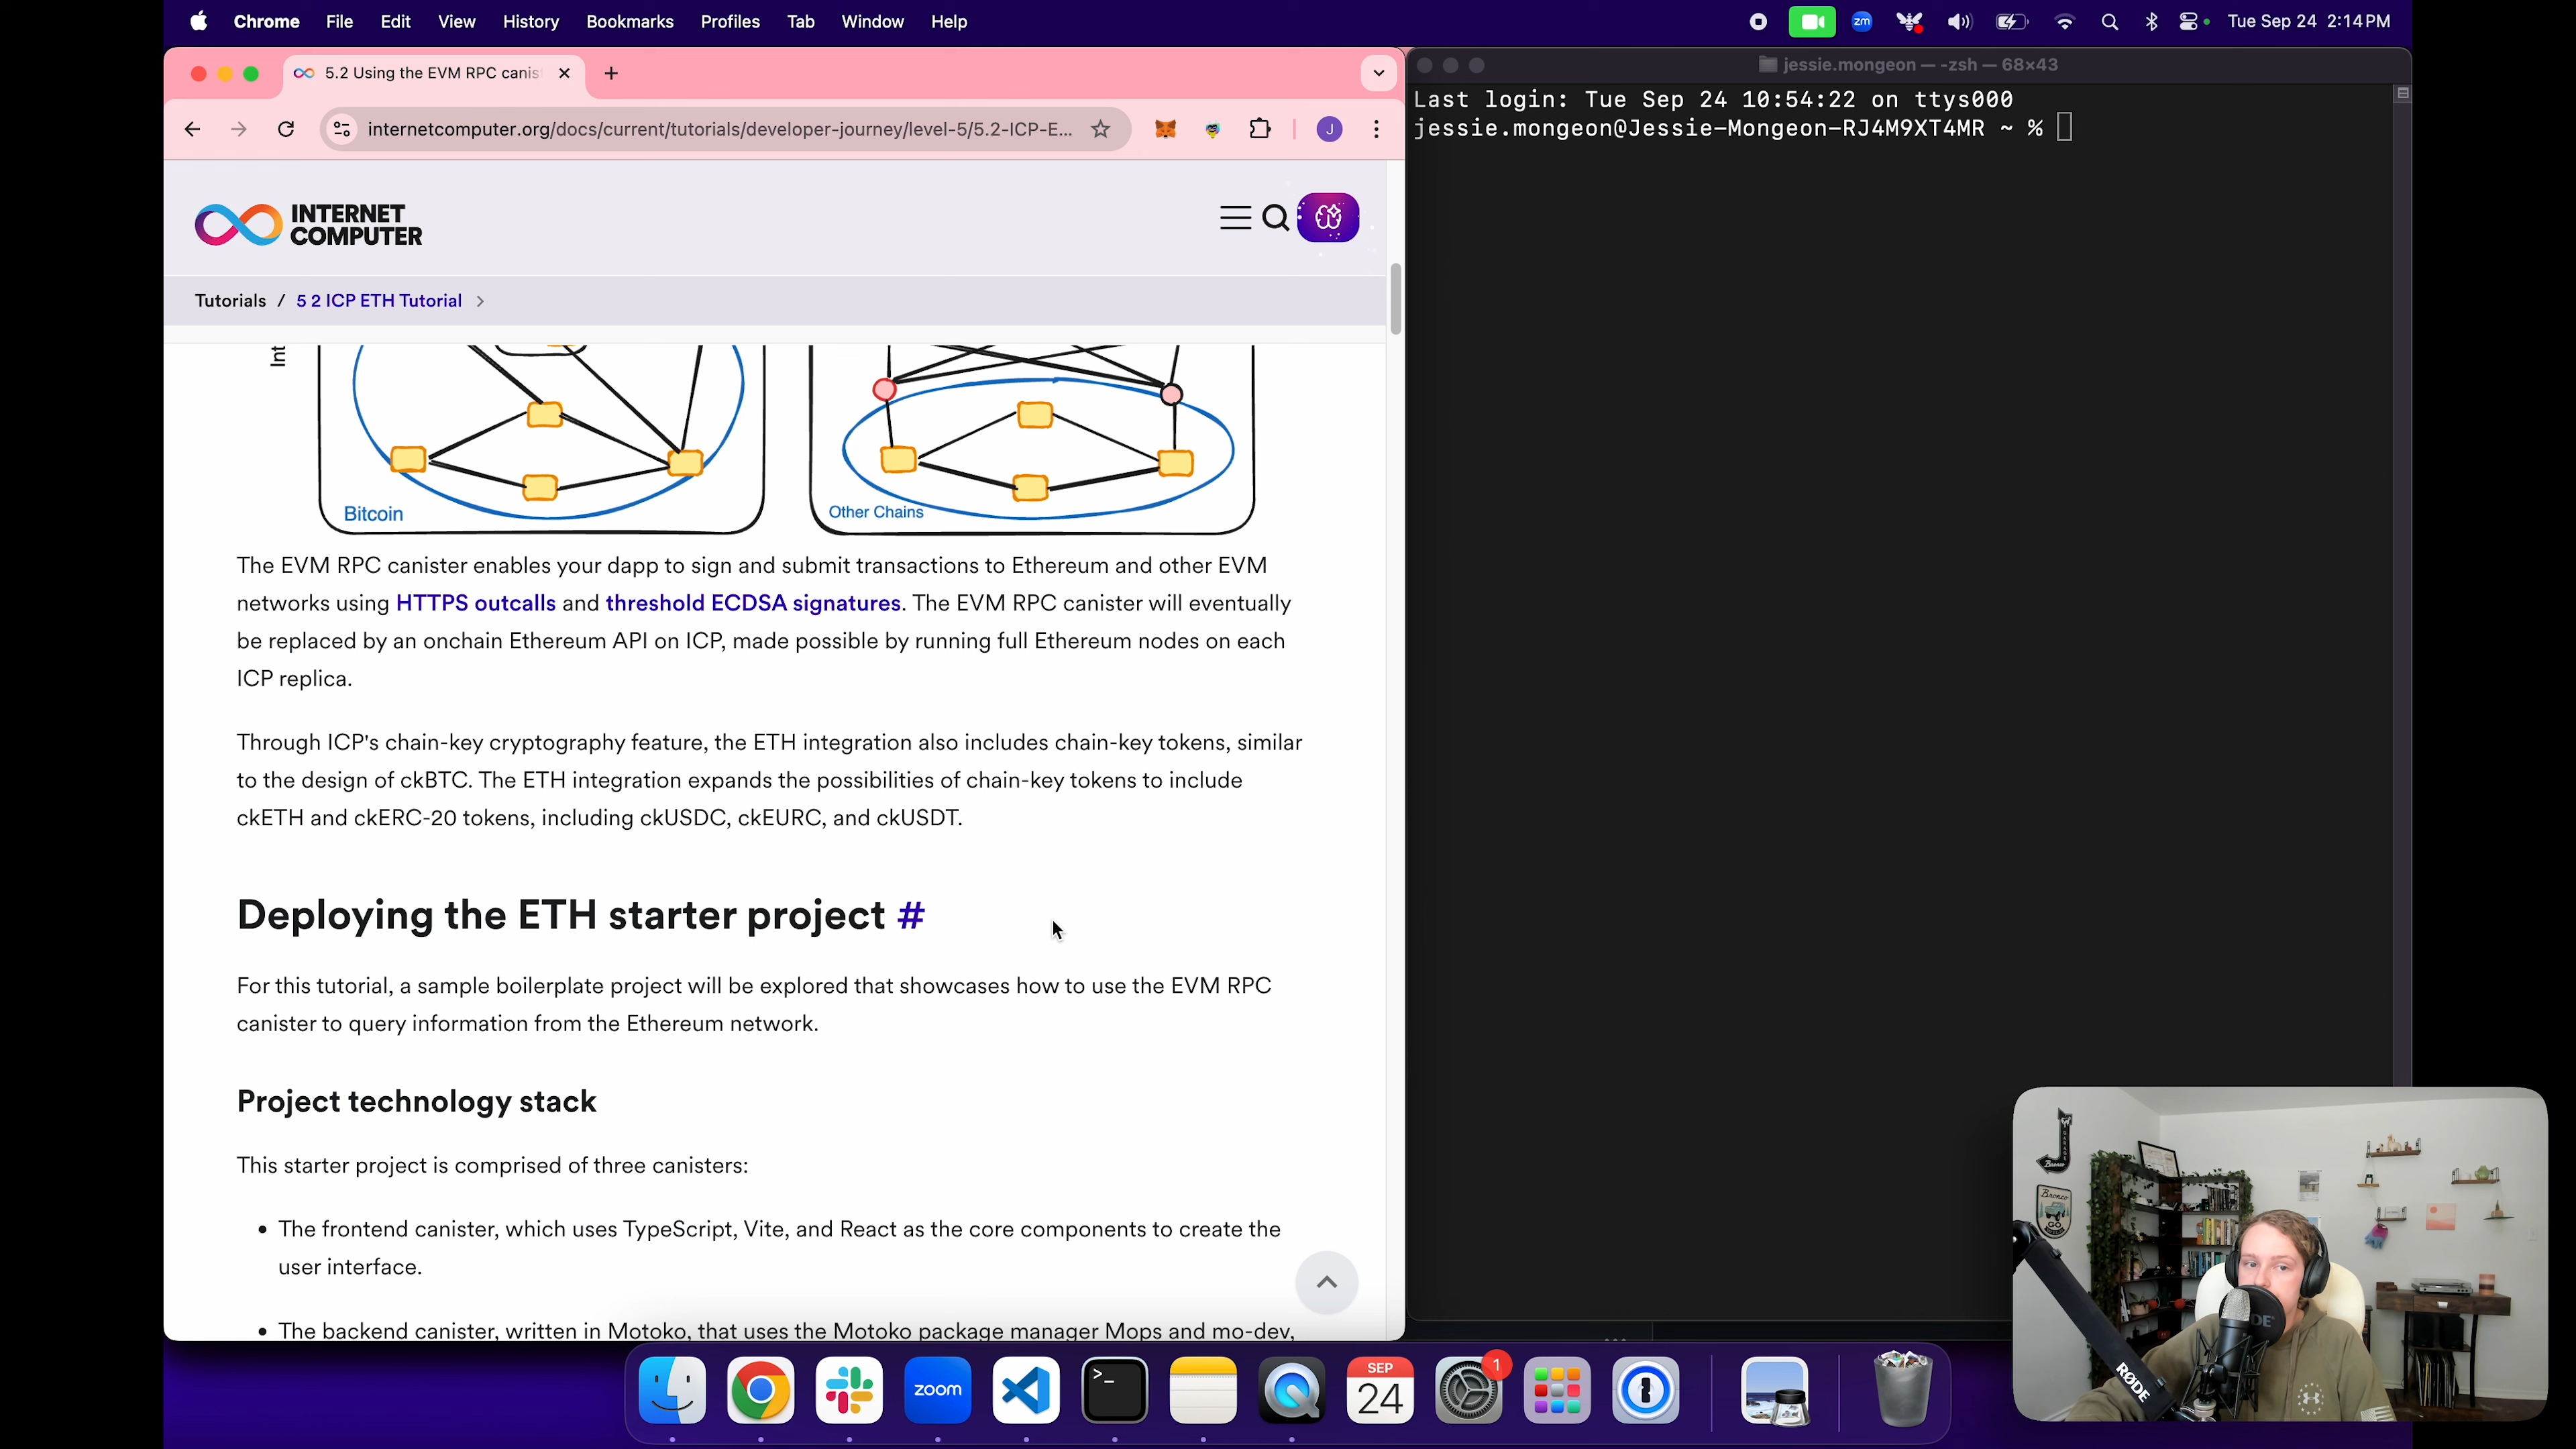 Chrome File Edit View History Bookmarks Profiles Tab Window Help
zm
Tue Sep 24 2:14 PM
5.2 Using the EVM RPC canis
internetcomputer.org/docs/current/tutorials/developer-journey/level-5/5.2-ICP-E...
J
INTERNET
COMPUTER
Tutorials / 5 2 ICP ETH Tutorial >
Int
Bitcoin
Other Chains
The EVM RPC canister enables your dapp to sign and submit transactions to Ethereum and other EVM
networks using HTTPS outcalls and threshold ECDSA signatures. The EVM RPC canister will eventually
be replaced by an onchain Ethereum API on ICP, made possible by running full Ethereum nodes on each
ICP replica.
Through ICP's chain-key cryptography feature, the ETH integration also includes chain-key tokens, similar
to the design of ckBTC. The ETH integration expands the possibilities of chain-key tokens to include
ckETH and ckERC-20 tokens, including ckUSDC, ckEURC, and ckUSDT.
Deploying the ETH starter project #
For this tutorial, a sample boilerplate project will be explored that showcases how to use the EVM RPC
canister to query information from the Ethereum network.
Project technology stack
This starter project is comprised of three canisters:
• The frontend canister, which uses TypeScript, Vite, and React as the core components to create the
user interface.
• The backend canister, written in Motoko, that uses the Motoko package manager Mops and mo-dev,
jessie.mongeon — -zsh — 68×43
Last login: Tue Sep 24 10:54:22 on ttys000
jessie.mongeon@Jessie-Mongeon-RJ4M9XT4MR ~ %
zoom
>_
SEP
24
1
Bronco
Bronco
GO
RØDE